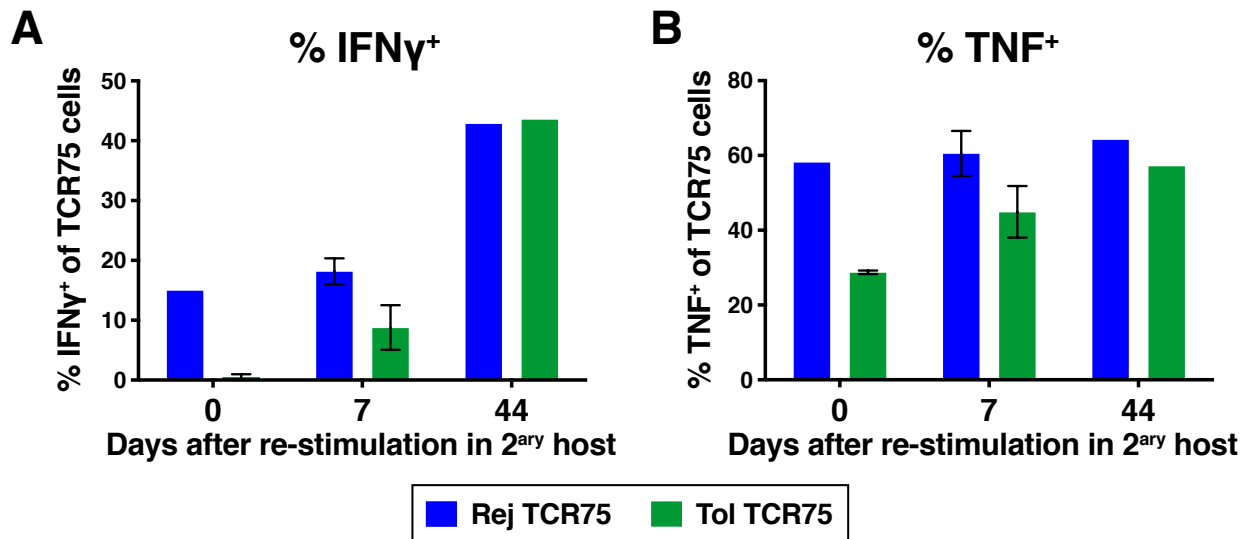 A
% IFNγ⁺
% IFNγ⁺ of TCR75 cells
50
40
30
20
10
0
0 7 44
Days after re-stimulation in 2ᵃʳʸ host
B
% TNF⁺
% TNF⁺ of TCR75 cells
80
60
40
20
0
0 7 44
Days after re-stimulation in 2ᵃʳʸ host
Rej TCR75 Tol TCR75